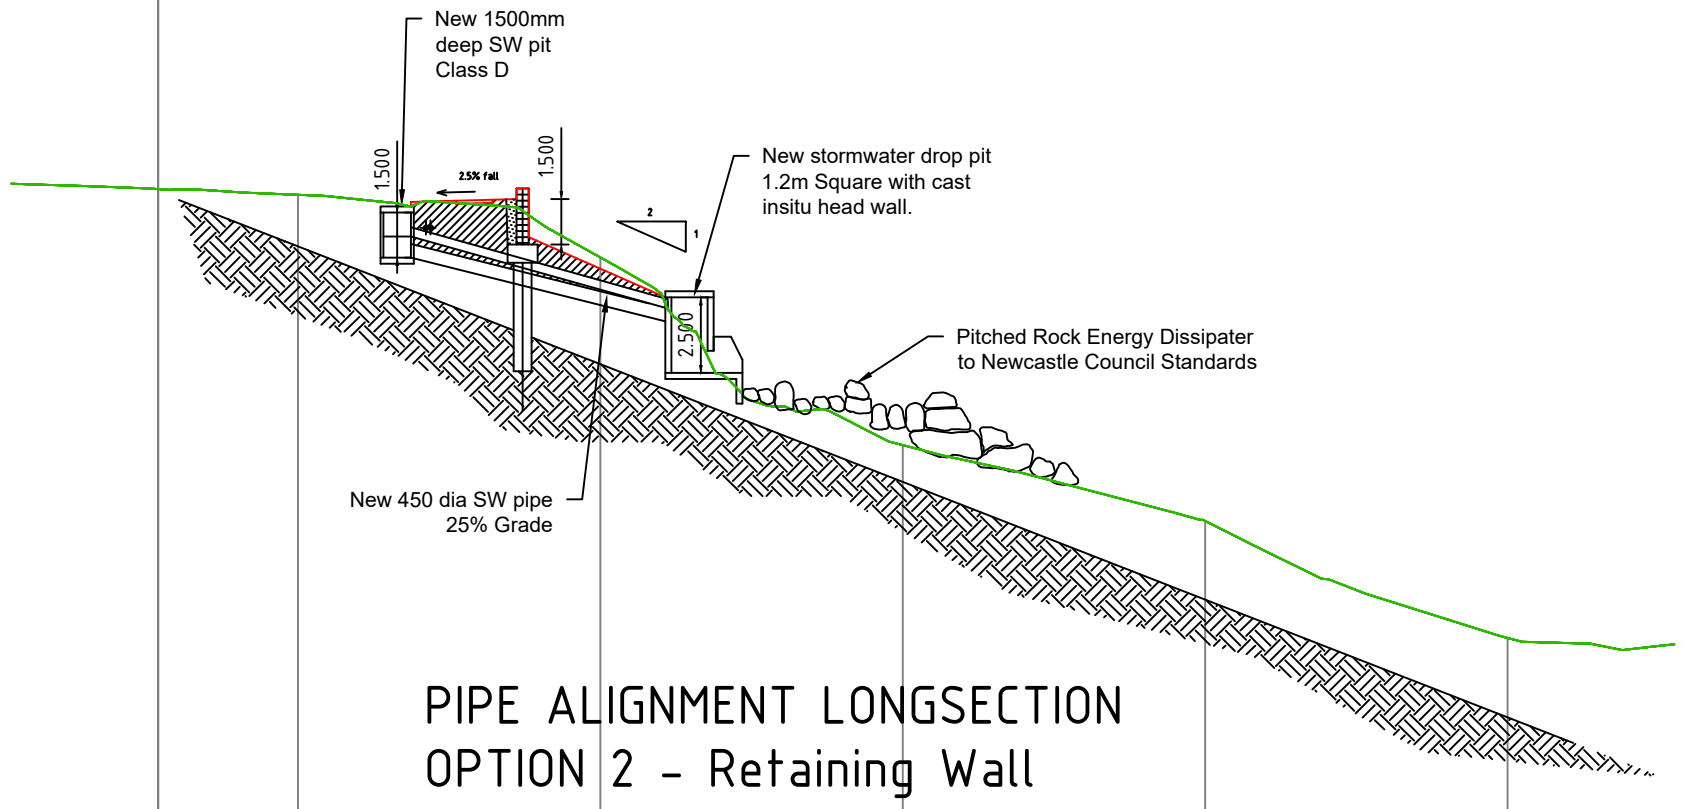 New 1500mm
deep SW pit
Class D
1.500
2.5% fall
1.500
New stormwater drop pit
1.2m Square with cast
insitu head wall.
2
1
2.500
Pitched Rock Energy Dissipater
to Newcastle Council Standards
New 450 dia SW pipe
25% Grade
PIPE ALIGNMENT LONGSECTION
OPTION 2 - Retaining Wall